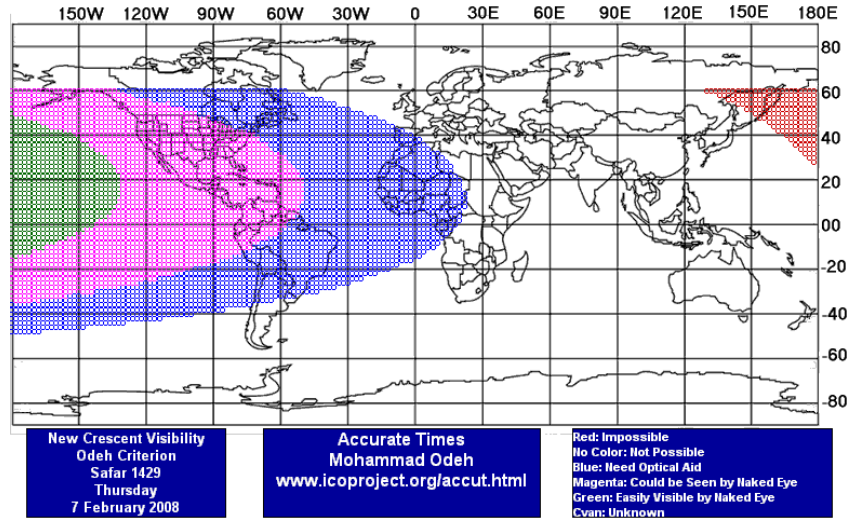 150W 120W 90W 60W 30W 0 30E 60E 90E 120E 150E 180E
80
60
40
20
00
-20
-40
-60
-80
New Crescent Visibility
Odeh Criterion
Safar 1429
Thursday
7 February 2008
Accurate Times
Mohammad Odeh
www.icoproject.org/accut.html
Red: Impossible
No Color: Not Possible
Blue: Need Optical Aid
Magenta: Could be Seen by Naked Eye
Green: Easily Visible by Naked Eye
Cyan: Unknown